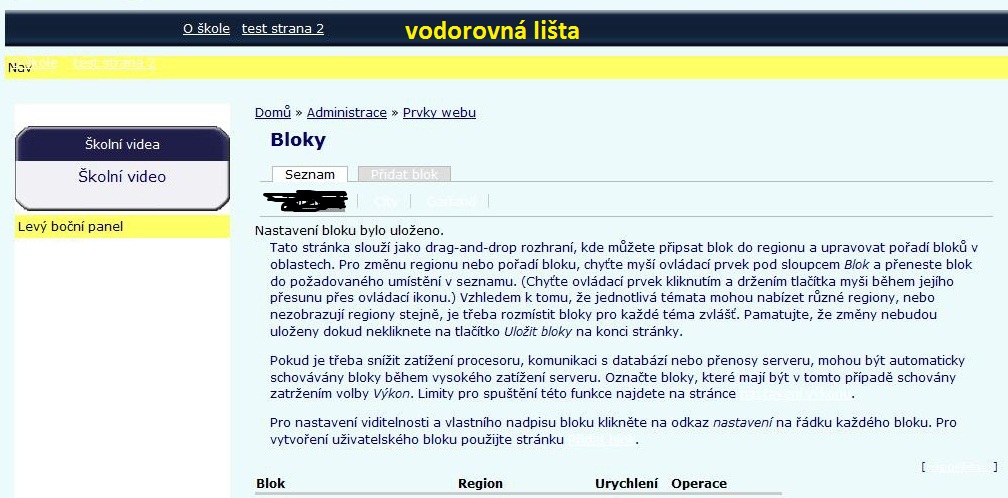 O škole test strana 2 vodorovná lišta
Nav
test strana 2
Domů » Administrace » Prvky webu
Bloky
Školní videa
Školní video
Levý boční panel
Seznam Přidat blok
City Garland
Nastavení bloku bylo uloženo.
Tato stránka slouží jako drag-and-drop rozhraní, kde můžete připsat blok do regionu a upravovat pořadí bloků v
oblastech. Pro změnu regionu nebo pořadí bloku, chyťte myší ovládací prvek pod sloupcem Blok a přeneste blok
do požadovaného umístění v seznamu. (Chyťte ovládací prvek kliknutím a držením tlačítka myši během jejího
přesunu přes ovládací ikonu.) Vzhledem k tomu, že jednotlivá témata mohou nabízet různé regiony, nebo
nezobrazují regiony stejně, je třeba rozmístit bloky pro každé téma zvlášť. Pamatujte, že změny nebudou
uloženy dokud nekliknete na tlačítko Uložit bloky na konci stránky.
Pokud je třeba snížit zatížení procesoru, komunikaci s databází nebo přenosy serveru, mohou být automaticky
schovávány bloky během vysokého zatížení serveru. Označte bloky, které mají být v tomto případě schovány
zatržením volby Výkon. Limity pro spuštění této funkce najdete na stránce .
Pro nastavení viditelnosti a vlastního nadpisu bloku klikněte na odkaz nastavení na řádku každého bloku. Pro
vytvoření uživatelského bloku použijte stránku .
[ ]
Blok Region Urychlení Operace